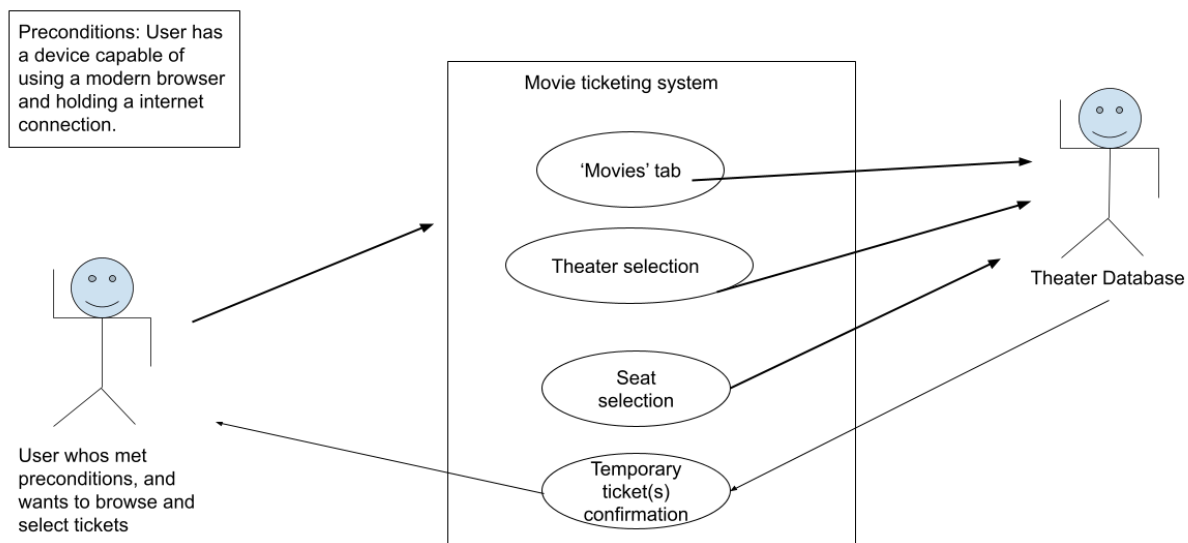 Preconditions: User has
a device capable of
using a modern browser
and holding a internet
connection.
Movie ticketing system
‘Movies’ tab
Theater selection
Seat
selection
Temporary
ticket(s)
confirmation
Theater Database
User whos met
preconditions, and
wants to browse and
select tickets